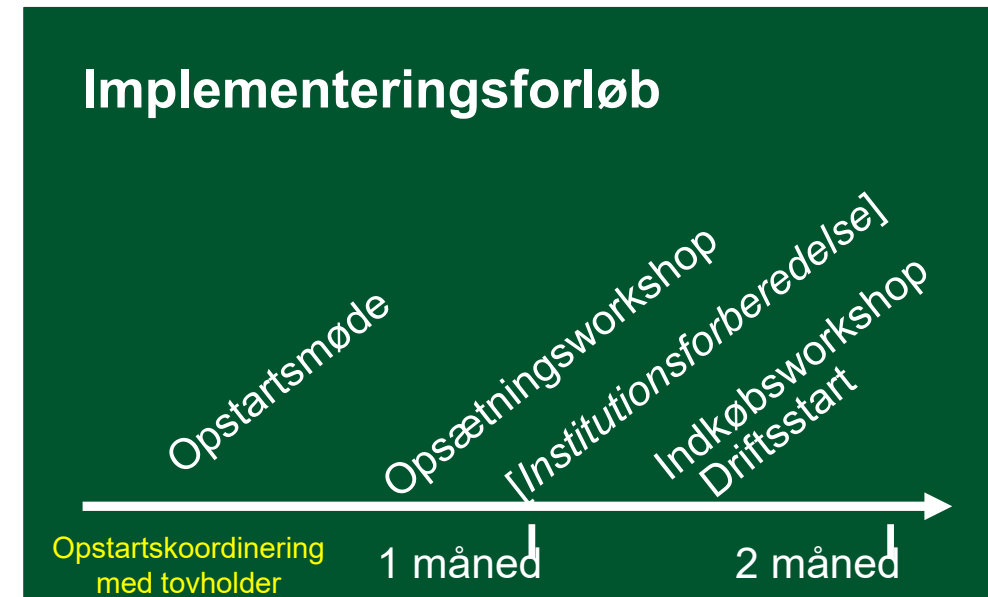 Implementeringsforløb
Opstartsmøde
Opsætningsworkshop
[Institutionsforberedelse]
Indkøbsworkshop
Driftsstart
Opstartskoordinering
med tovholder
1 måned
2 måned